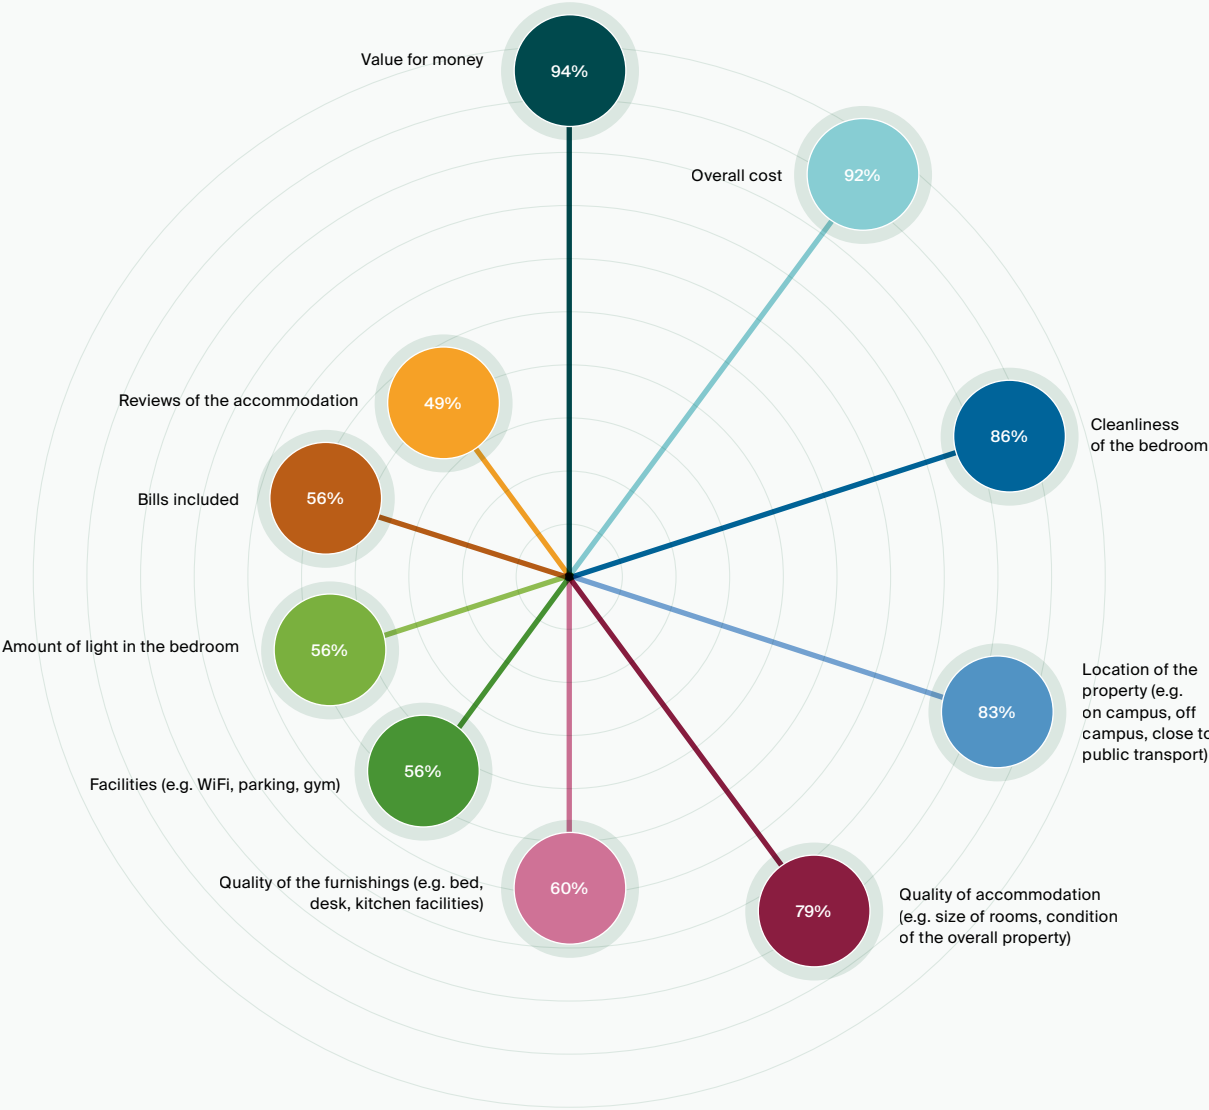 Value for money
94%
Overall cost
92%
Cleanliness
of the bedroom
86%
Location of the
property (e.g.
on campus, off
campus, close to
public transport)
83%
Quality of accommodation
(e.g. size of rooms, condition
of the overall property)
79%
Quality of the furnishings (e.g. bed,
desk, kitchen facilities)
60%
Facilities (e.g. WiFi, parking, gym)
56%
Amount of light in the bedroom
56%
Bills included
56%
Reviews of the accommodation
49%